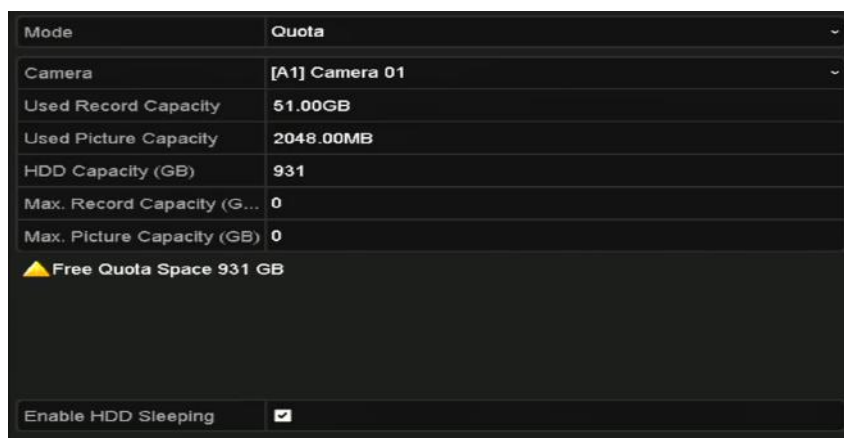 Mode Quota
Camera [A1] Camera 01
Used Record Capacity 51.00GB
Used Picture Capacity 2048.00MB
HDD Capacity (GB) 931
Max. Record Capacity (G... 0
Max. Picture Capacity (GB) 0
Free Quota Space 931 GB
Enable HDD Sleeping